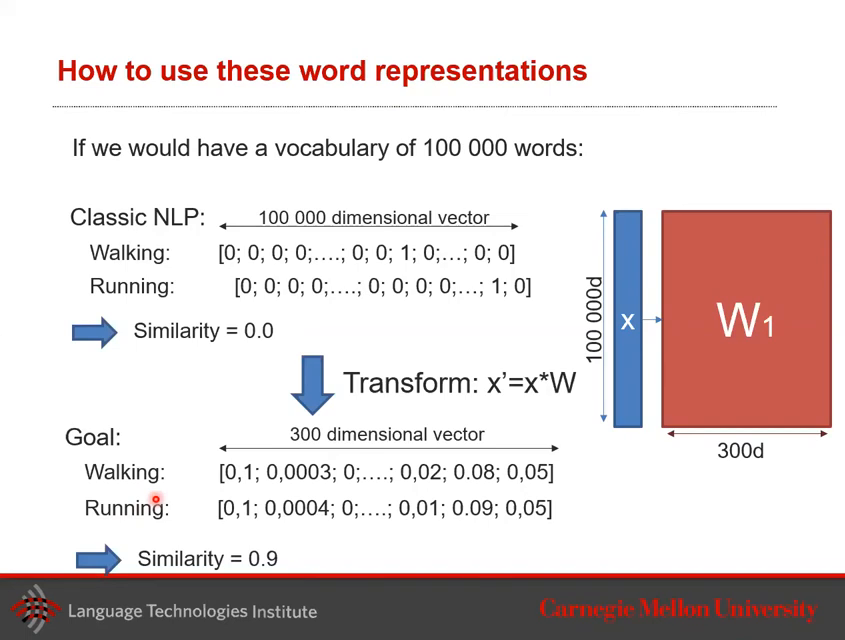 How to use these word representations
If we would have a vocabulary of 100 000 words:
Classic NLP:
100 000 dimensional vector
Walking: [0; 0; 0; 0;….; 0; 0; 1; 0;…; 0; 0]
Running: [0; 0; 0; 0;….; 0; 0; 0; 0;…; 1; 0]
Similarity = 0.0
Transform: x’=x*W
Goal:
300 dimensional vector
Walking: [0,1; 0,0003; 0;….; 0,02; 0.08; 0,05]
Running: [0,1; 0,0004; 0;….; 0,01; 0.09; 0,05]
Similarity = 0.9
100 000d
x
W1
300d
Language Technologies Institute
Carnegie Mellon University